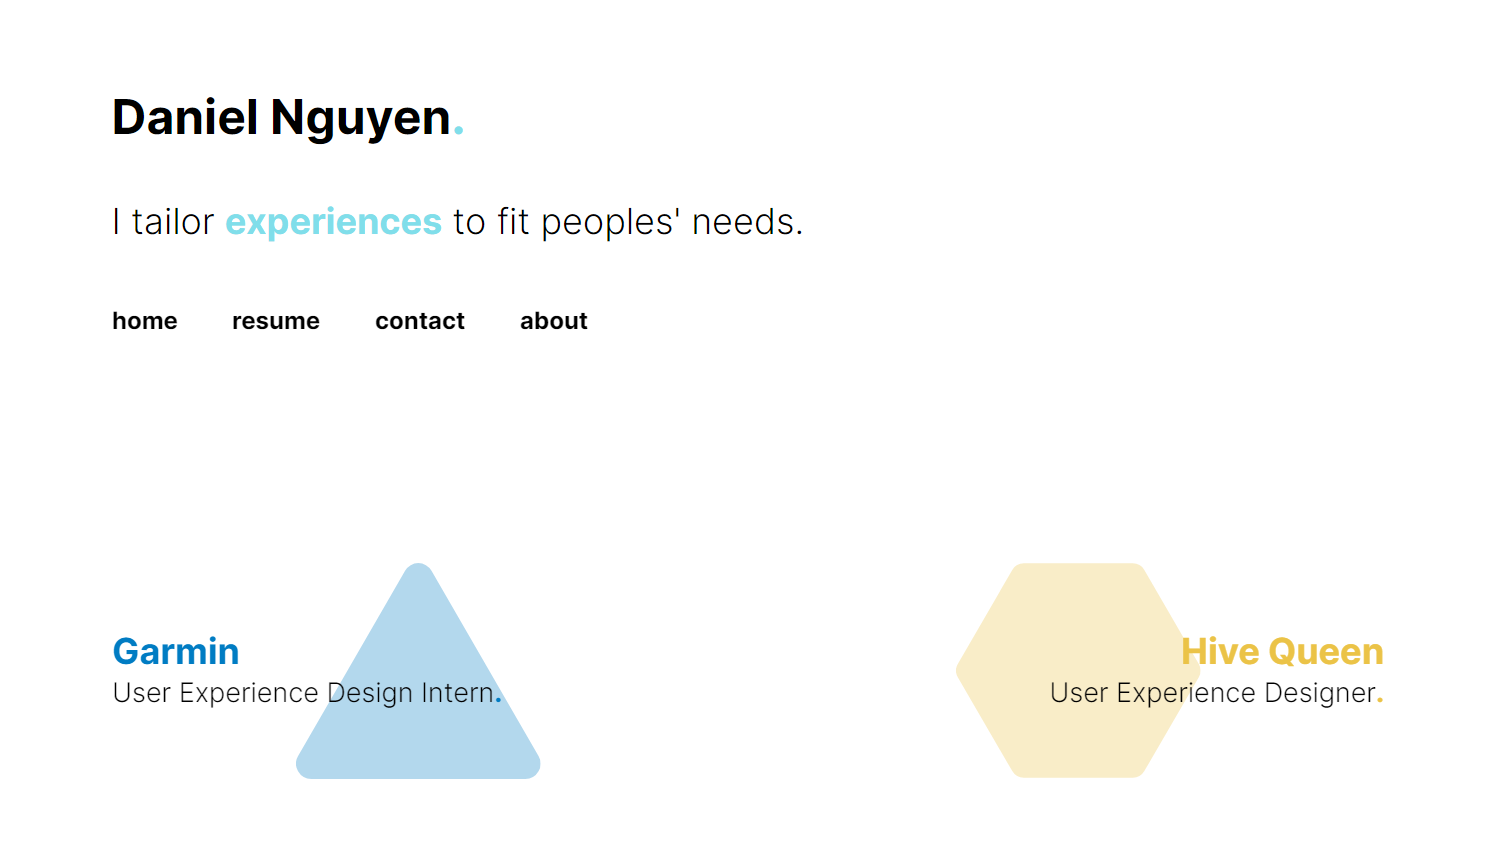 Daniel Nguyen.
I tailor experiences to fit peoples' needs.
home resume contact about
Garmin
User Experience Design Intern.
Hive Queen
User Experience Designer.